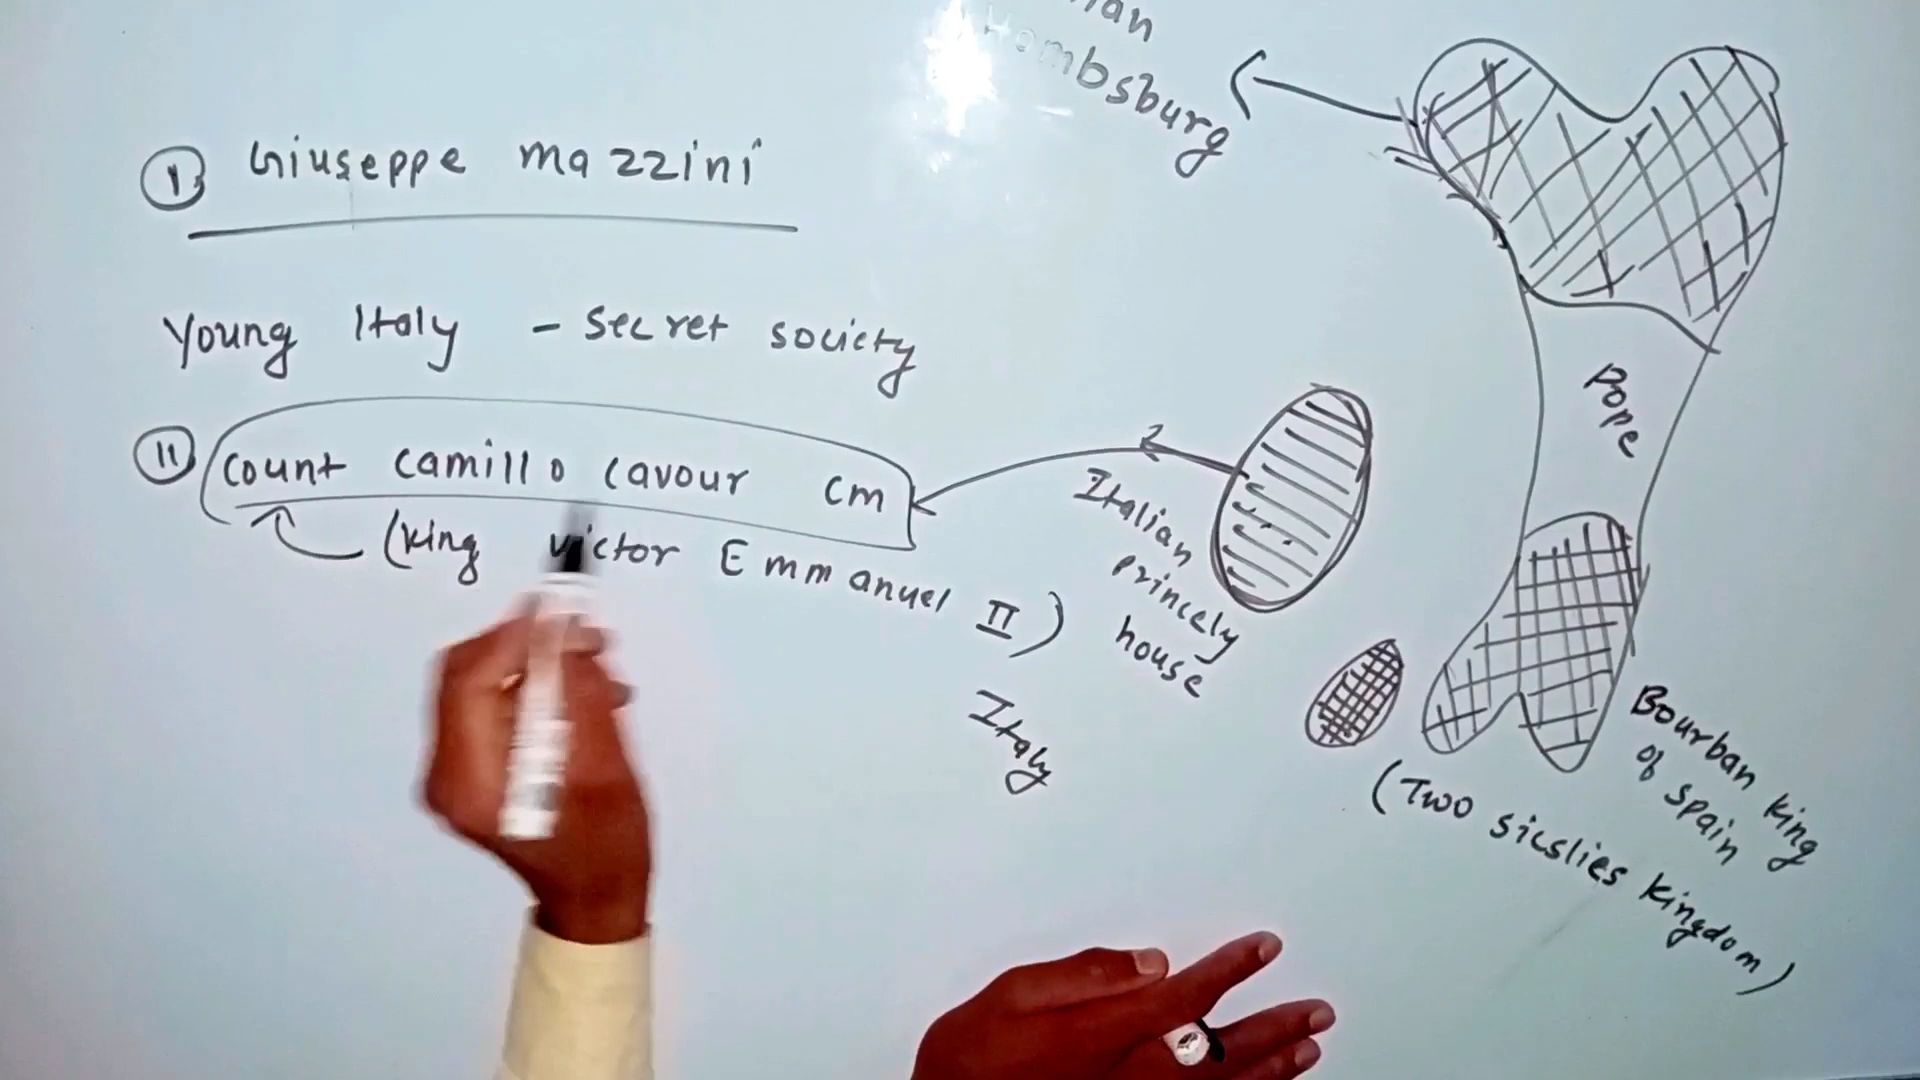 Hombsburg
I Giuseppe mazzini
Young Italy - secret society
II Count camillo cavour cm
(king victor Emmanuel II)
Italy
Italian
princely
house
Pope
Bourban king
of spain
(Two sicslies kingdom)